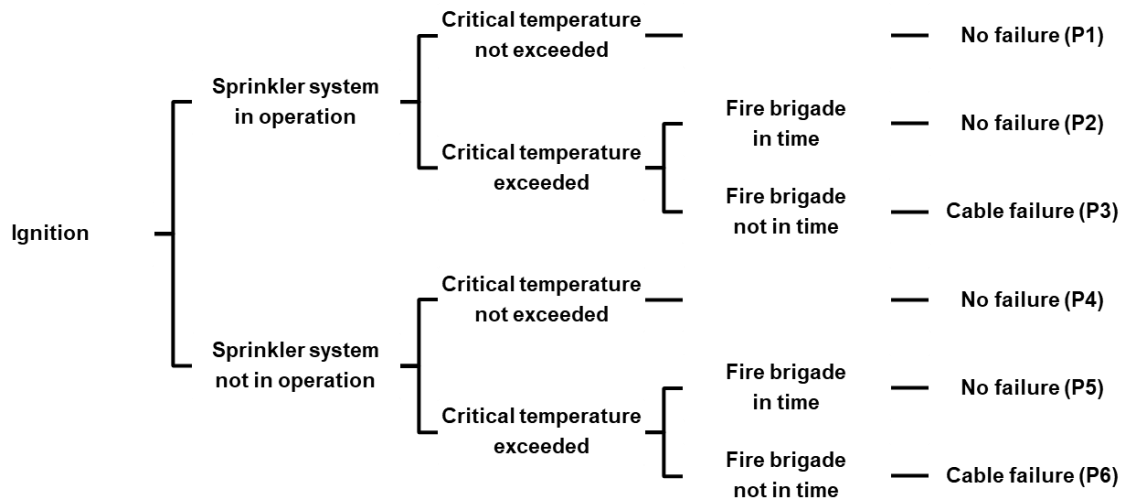 Ignition
Sprinkler system
in operation
Critical temperature
not exceeded
No failure (P1)
Critical temperature
exceeded
Fire brigade
in time
No failure (P2)
Fire brigade
not in time
Cable failure (P3)
Sprinkler system
not in operation
Critical temperature
not exceeded
No failure (P4)
Critical temperature
exceeded
Fire brigade
in time
No failure (P5)
Fire brigade
not in time
Cable failure (P6)